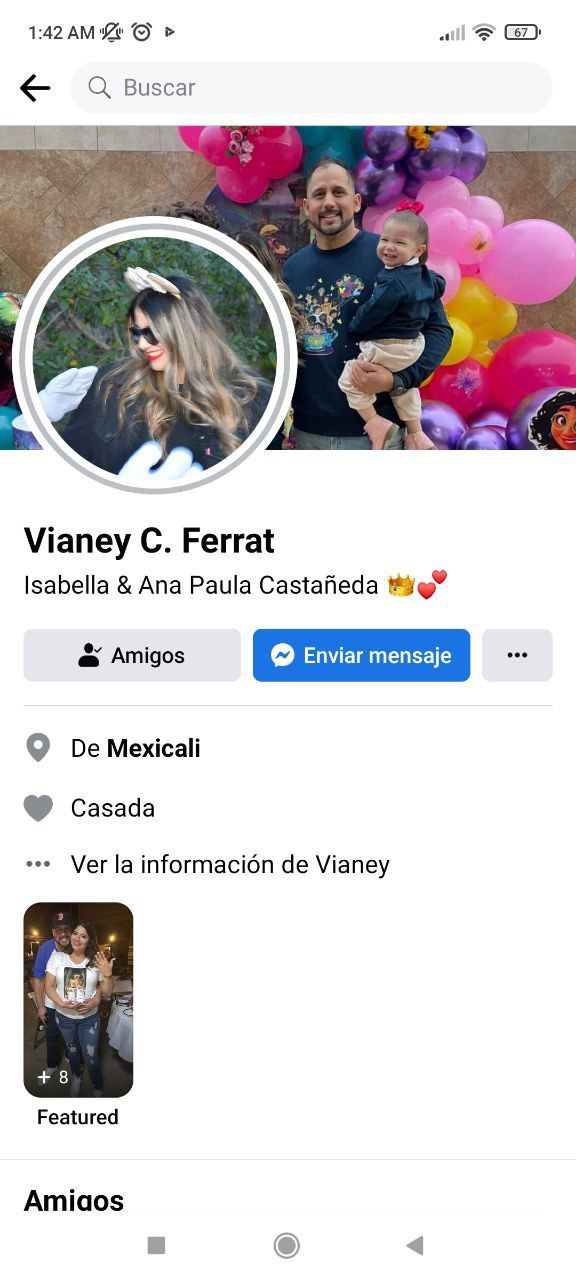 1:42 AM
67
Buscar
Vianey C. Ferrat
Isabella & Ana Paula Castañeda 👑💕
Amigos
Enviar mensaje
De Mexicali
Casada
Ver la información de Vianey
B
+ 8
Featured
Amigos